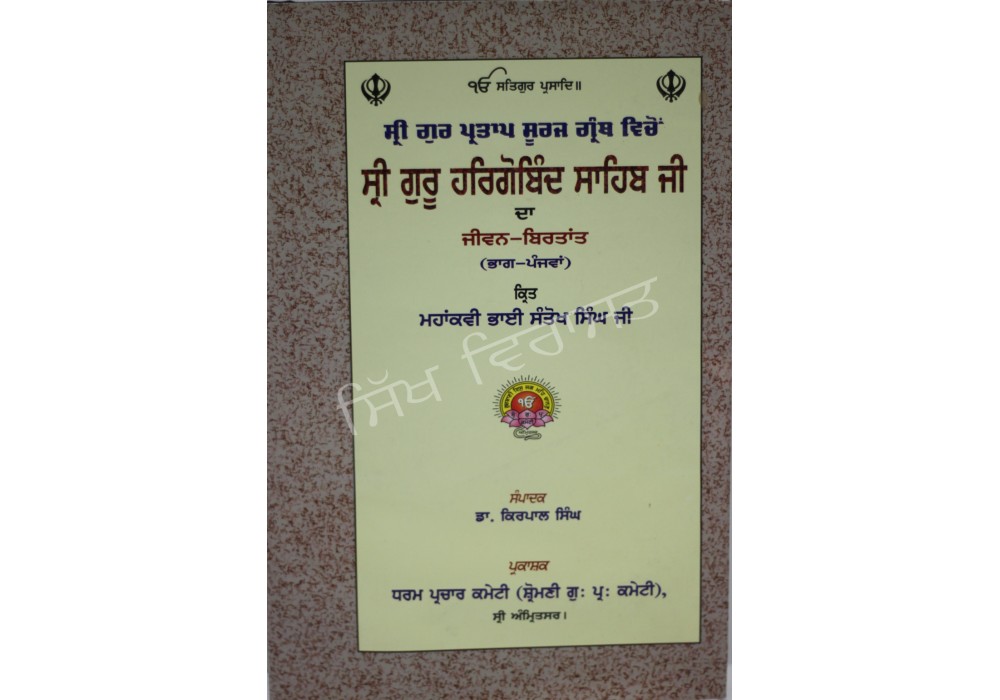 ੴ ਸਤਿਗੁਰ ਪ੍ਰਸਾਦਿ॥
ਸ੍ਰੀ ਗੁਰ ਪ੍ਰਤਾਪ ਸੂਰਜ ਗ੍ਰੰਥ ਵਿਚੋਂ
ਸ੍ਰੀ ਗੁਰੂ ਹਰਿਗੋਬਿੰਦ ਸਾਹਿਬ ਜੀ
ਦਾ
ਜੀਵਨ-ਬਿਰਤਾਂਤ
(ਭਾਗ-ਪੰਜਵਾਂ)
ਕ੍ਰਿਤ
ਮਹਾਂਕਵੀ ਭਾਈ ਸੰਤੋਖ ਸਿੰਘ ਜੀ
ਸਿੱਖ ਵਿਰਾਸਤ
ੴ
ਸੰਪਾਦਕ
ਡਾ. ਕਿਰਪਾਲ ਸਿੰਘ
ਪ੍ਰਕਾਸ਼ਕ
ਧਰਮ ਪ੍ਰਚਾਰ ਕਮੇਟੀ (ਸ਼੍ਰੋਮਣੀ ਗੁ: ਪ੍ਰ: ਕਮੇਟੀ),
ਸ੍ਰੀ ਅੰਮ੍ਰਿਤਸਰ।